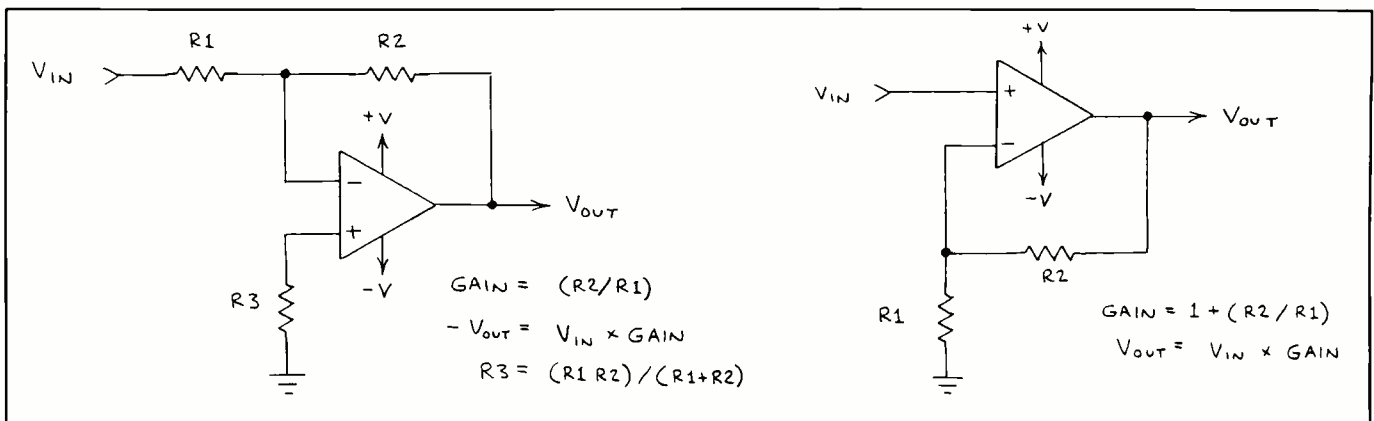 R1
R2
VIN
+V
−
+
VOUT
−V
R3
GAIN = (R2/R1)
− VOUT = VIN × GAIN
R3 = (R1 R2) / (R1+R2)
+V
VIN
+
−
VOUT
−V
R2
R1
GAIN = 1 + (R2 / R1)
VOUT = VIN × GAIN